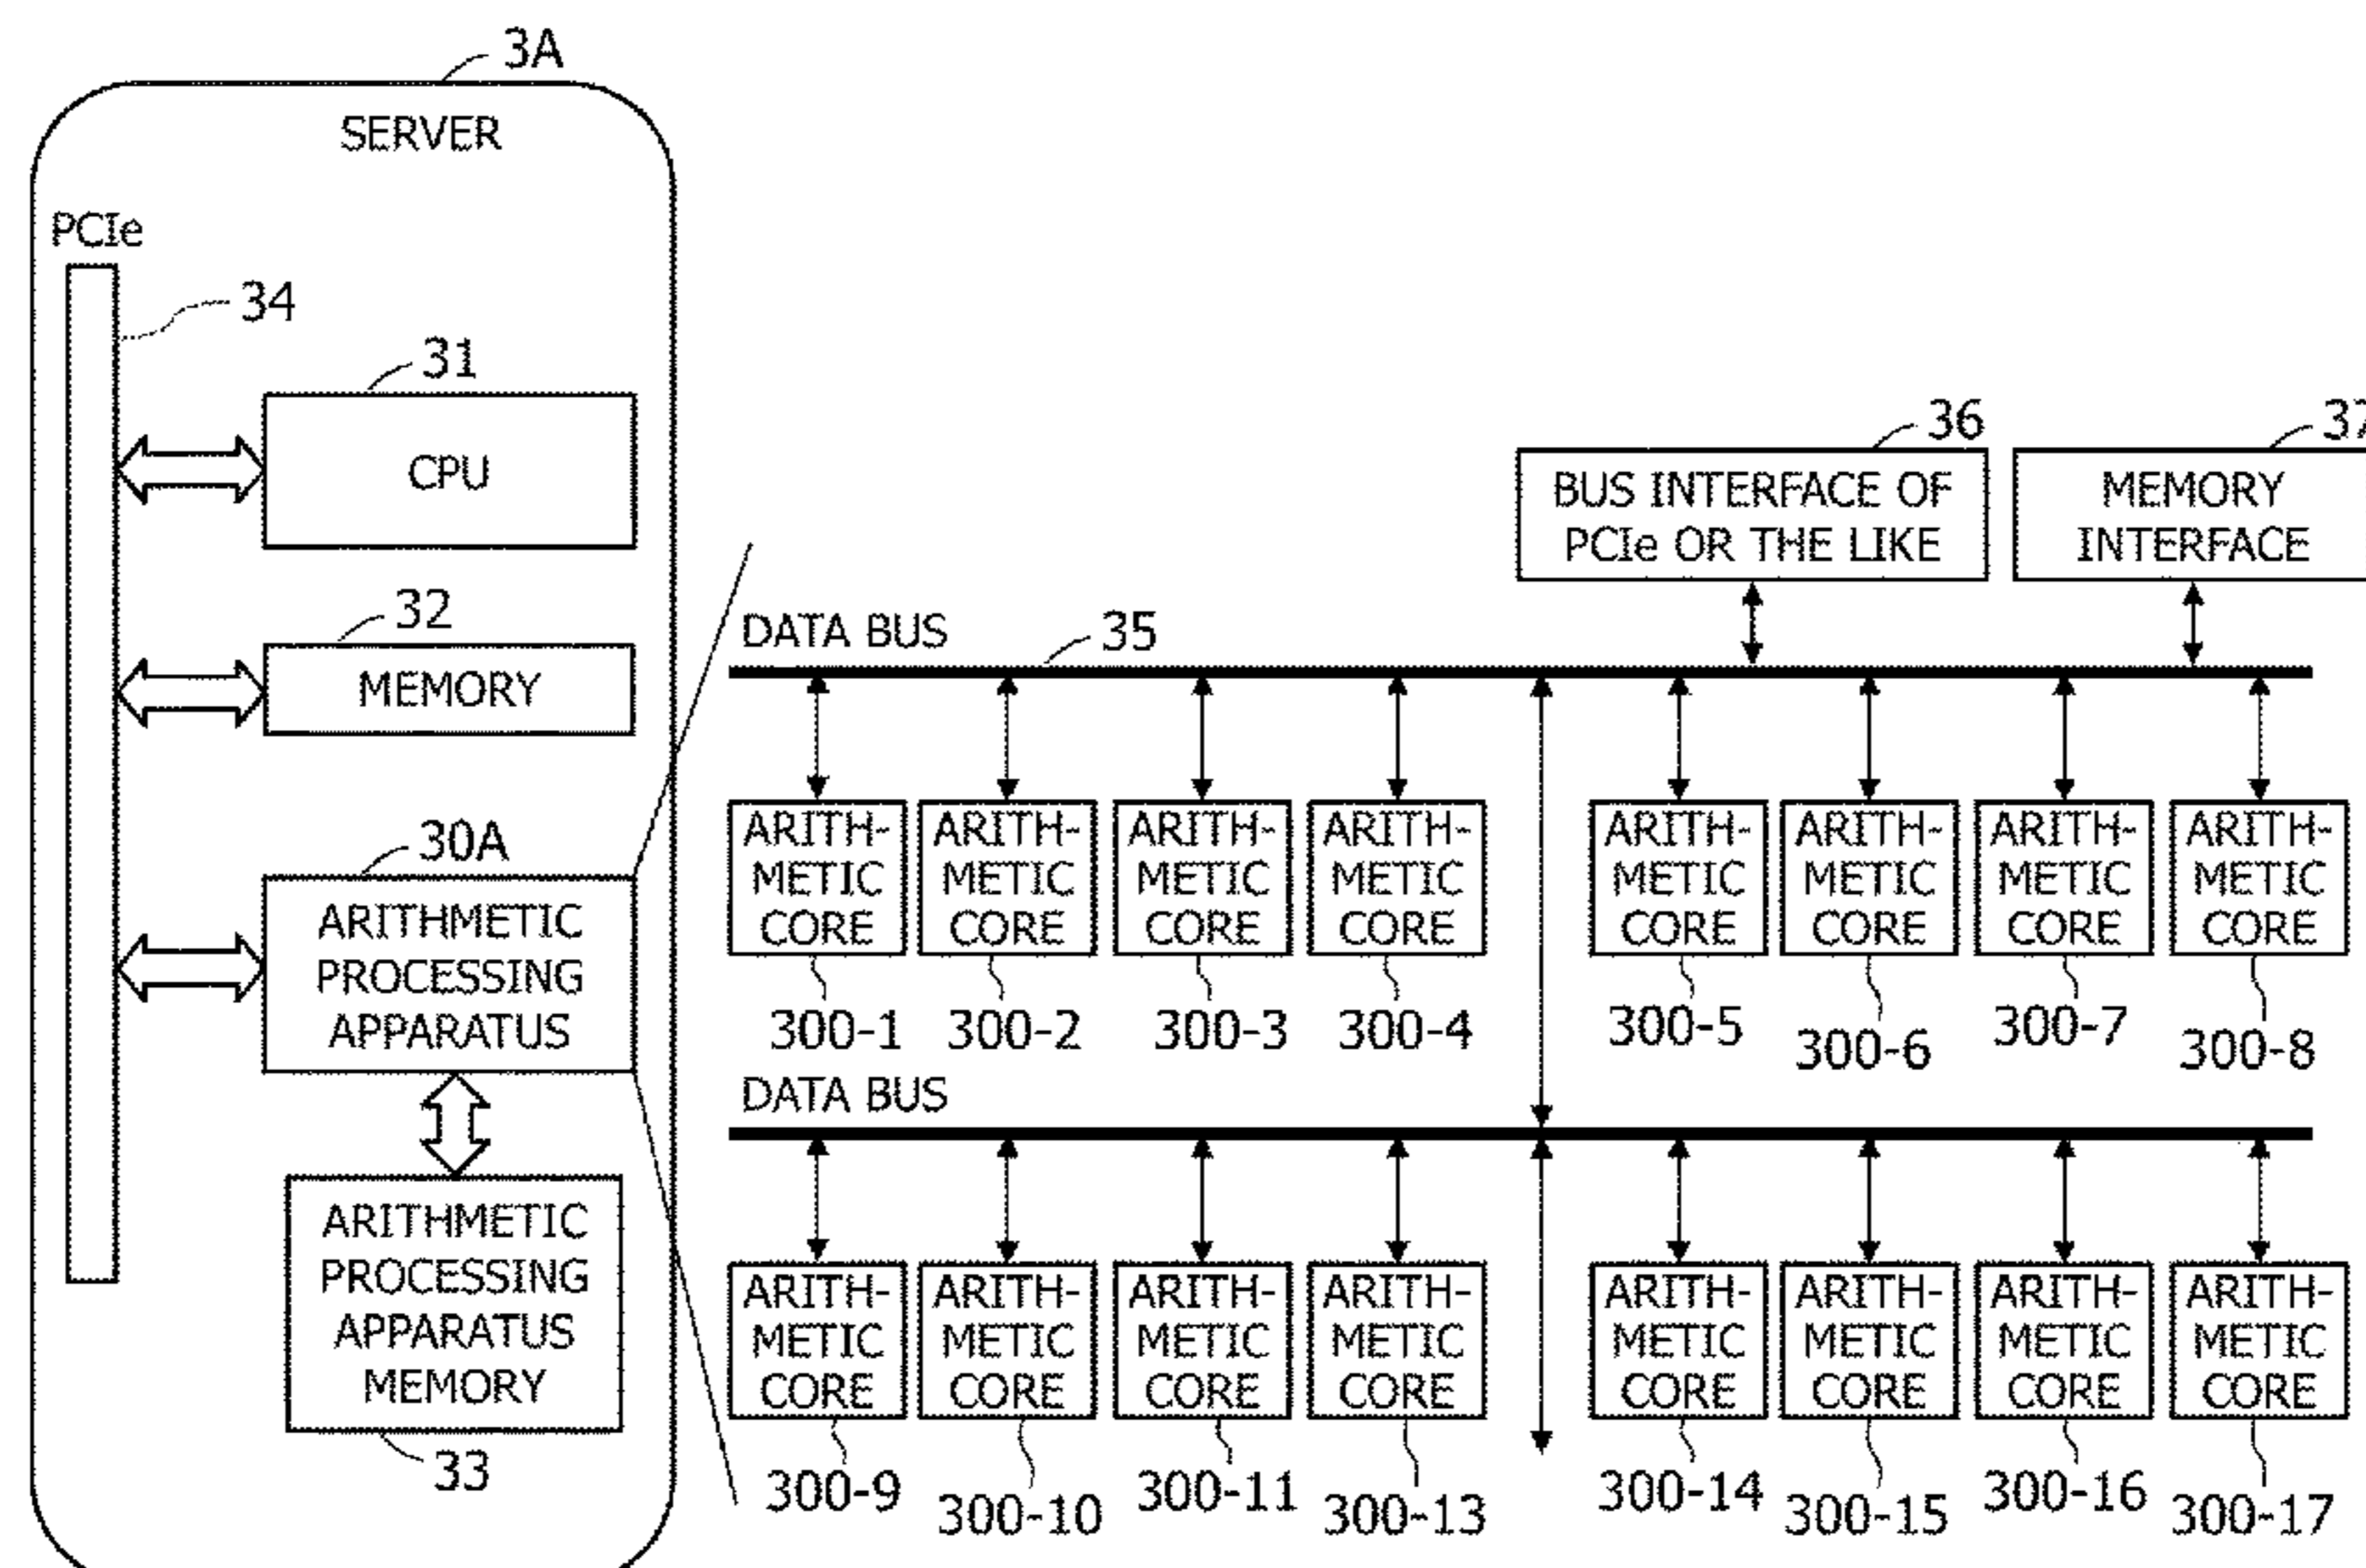 3A
SERVER
PCIe
34
31
CPU
32
MEMORY
30A
ARITHMETIC
PROCESSING
APPARATUS
ARITHMETIC
PROCESSING
APPARATUS
MEMORY
33
36
BUS INTERFACE OF
PCIe OR THE LIKE
37
MEMORY
INTERFACE
DATA BUS
35
ARITH-
METIC
CORE
300-1
ARITH-
METIC
CORE
300-2
ARITH-
METIC
CORE
300-3
ARITH-
METIC
CORE
300-4
ARITH-
METIC
CORE
300-5
ARITH-
METIC
CORE
300-6
ARITH-
METIC
CORE
300-7
ARITH-
METIC
CORE
300-8
DATA BUS
ARITH-
METIC
CORE
300-9
ARITH-
METIC
CORE
300-10
ARITH-
METIC
CORE
300-11
ARITH-
METIC
CORE
300-13
ARITH-
METIC
CORE
300-14
ARITH-
METIC
CORE
300-15
ARITH-
METIC
CORE
300-16
ARITH-
METIC
CORE
300-17